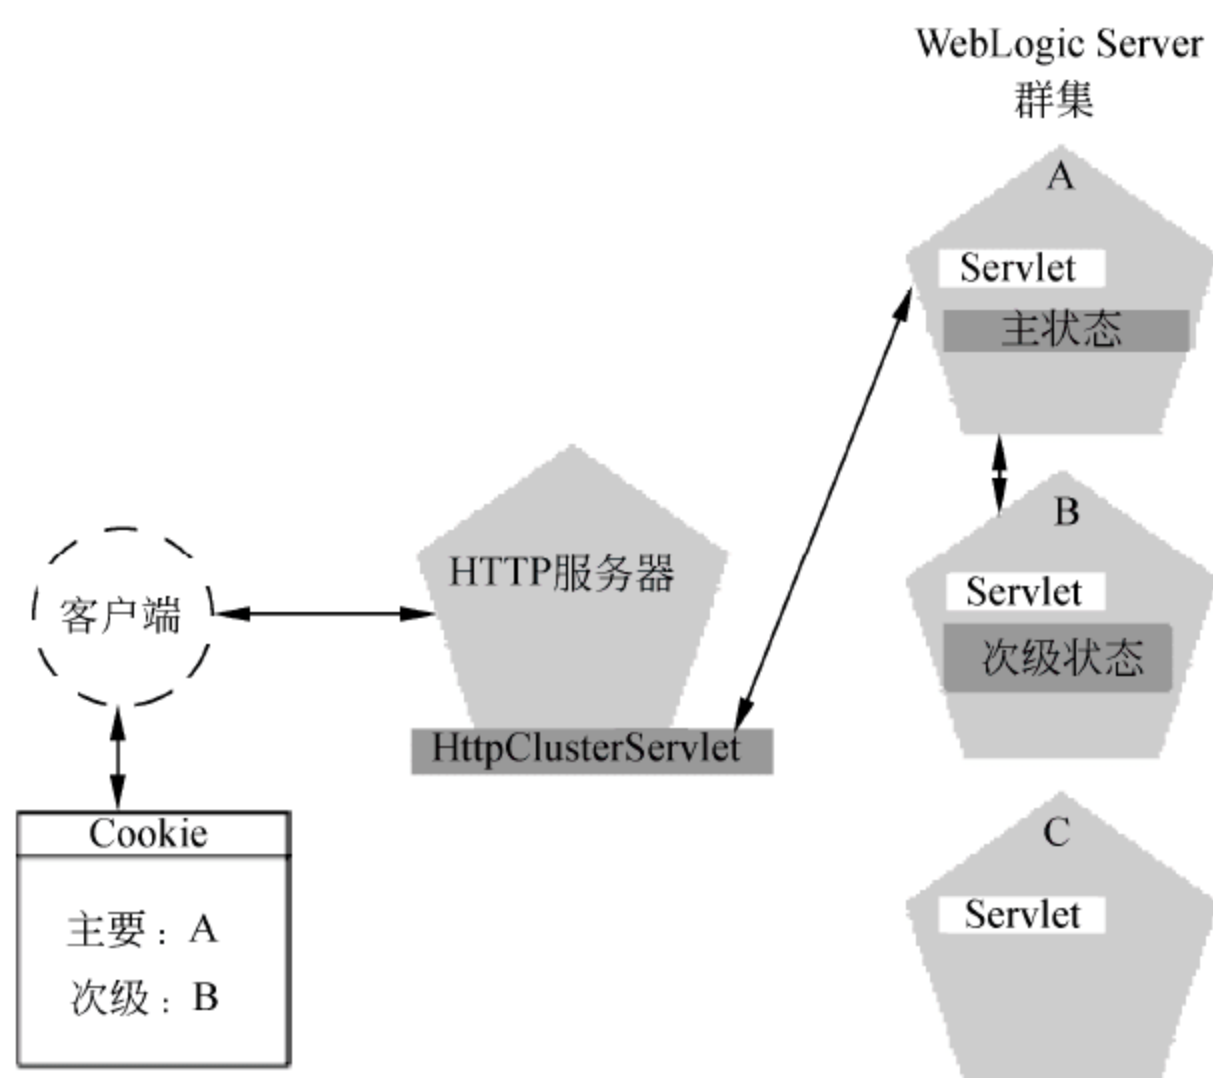 WebLogic Server
群集
A
Servlet
主状态
B
Servlet
次级状态
C
Servlet
HTTP服务器
HttpClusterServlet
客户端
Cookie
主要：A
次级：B